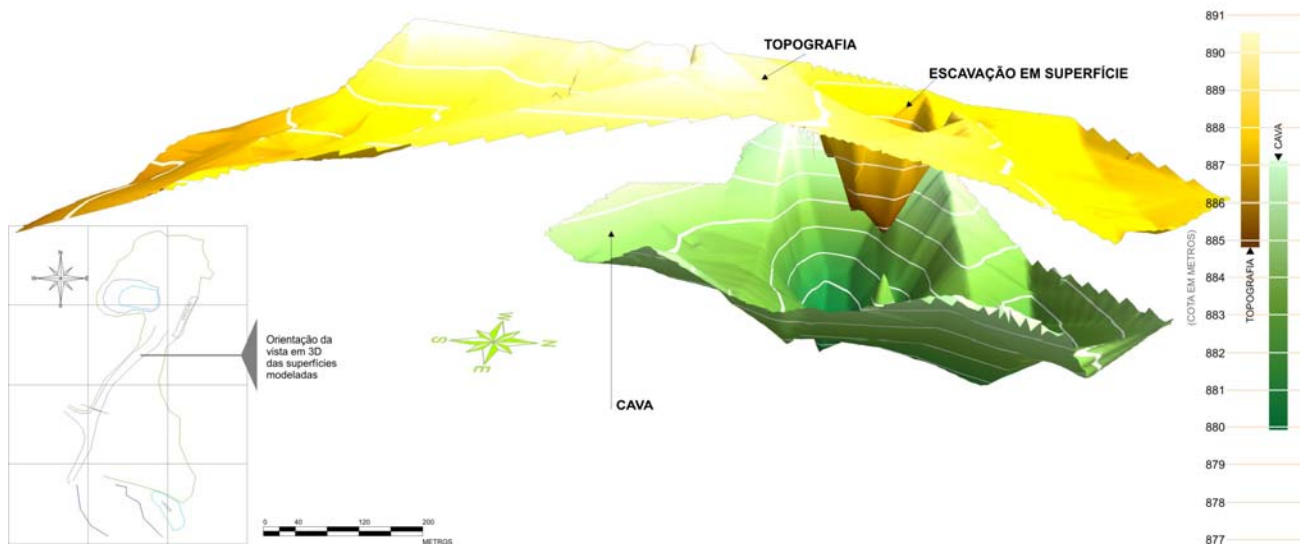 TOPOGRAFIA
ESCAVAÇÃO EM SUPERFÍCIE
CAVA
Orientação da
vista em 3D
das superfícies
modeladas
N
S
W
E
S
W
N
E
0 40 120 200
METROS
891
890
889
888
887
886
885
884
883
882
881
880
879
878
877
(COTA EM METROS)
TOPOGRAFIA
CAVA